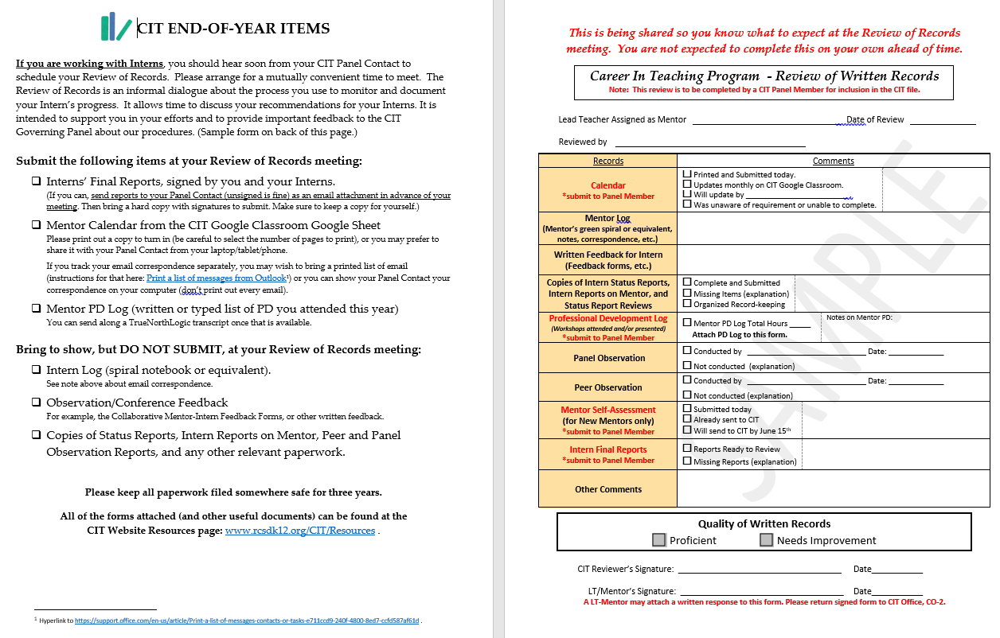 CIT END-OF-YEAR ITEMS
If you are working with Interns, you should hear soon from your CIT Panel Contact to
schedule your Review of Records. Please arrange for a mutually convenient time to meet. The
Review of Records is an informal dialogue about the process you use to monitor and document
your Intern's progress. It allows time to discuss your recommendations for your Interns. It is
intended to support you in your efforts and to provide important feedback to the CIT
Governing Panel about our procedures. (Sample form on back of this page.)
Submit the following items at your Review of Records meeting:
❑ Interns' Final Reports, signed by you and your Interns.
(If you can, send reports to your Panel Contact (unsigned is fine) as an email attachment in advance of your
meeting. Then bring a hard copy with signatures to submit. Make sure to keep a copy for yourself.)
❑ Mentor Calendar from the CIT Google Classroom Google Sheet
Please print out a copy to turn in (be careful to select the number of pages to print), or you may prefer to
share it with your Panel Contact from your laptop/tablet/phone.
If you track your email correspondence separately, you may wish to bring a printed list of email
(instructions for that here: Print a list of messages from Outlook¹) or you can show your Panel Contact your
correspondence on your computer (don't print out every email).
❑ Mentor PD Log (written or typed list of PD you attended this year)
You can send along a TrueNorthLogic transcript once that is available.
Bring to show, but DO NOT SUBMIT, at your Review of Records meeting:
❑ Intern Log (spiral notebook or equivalent).
See note above about email correspondence.
❑ Observation/Conference Feedback
For example, the Collaborative Mentor-Intern Feedback Forms, or other written feedback.
❑ Copies of Status Reports, Intern Reports on Mentor, Peer and Panel
Observation Reports, and any other relevant paperwork.
Please keep all paperwork filed somewhere safe for three years.
All of the forms attached (and other useful documents) can be found at the
CIT Website Resources page: www.rcsdk12.org/CIT/Resources .
¹ Hyperlink to https://support.office.com/en-us/article/Print-a-list-of-messages-contacts-or-tasks-e711ccd9-240f-4800-8ed7-ccfd587af61d .
This is being shared so you know what to expect at the Review of Records
meeting. You are not expected to complete this on your own ahead of time.
Career In Teaching Program - Review of Written Records
Note: This review is to be completed by a CIT Panel Member for inclusion in the CIT file.
Lead Teacher Assigned as Mentor ____ Date of Review ____
Reviewed by ____
Records Comments
Calendar
*submit to Panel Member
☐ Printed and Submitted today.
☐ Updates monthly on CIT Google Classroom.
☐ Will update by ____
☐ Was unaware of requirement or unable to complete.
Mentor Log
(Mentor's green spiral or equivalent,
notes, correspondence, etc.)
Written Feedback for Intern
(Feedback forms, etc.)
Copies of Intern Status Reports,
Intern Reports on Mentor, and
Status Report Reviews
☐ Complete and Submitted
☐ Missing Items (explanation)
☐ Organized Record-keeping
Professional Development Log
(Workshops attended and/or presented)
*submit to Panel Member
☐ Mentor PD Log Total Hours ____
Attach PD Log to this form.
Notes on Mentor PD:
Panel Observation
☐ Conducted by ____ Date: ____
☐ Not conducted (explanation)
Peer Observation
☐ Conducted by ____ Date: ____
☐ Not conducted (explanation)
Mentor Self-Assessment
(for New Mentors only)
*submit to Panel Member
☐ Submitted today
☐ Already sent to CIT
☐ Will send to CIT by June 15th
Intern Final Reports
*submit to Panel Member
☐ Reports Ready to Review
☐ Missing Reports (explanation)
Other Comments
SAMPLE
Quality of Written Records
☐ Proficient ☐ Needs Improvement
CIT Reviewer's Signature: ____ Date____
LT/Mentor's Signature: ____ Date____
A LT-Mentor may attach a written response to this form. Please return signed form to CIT Office, CO-2.